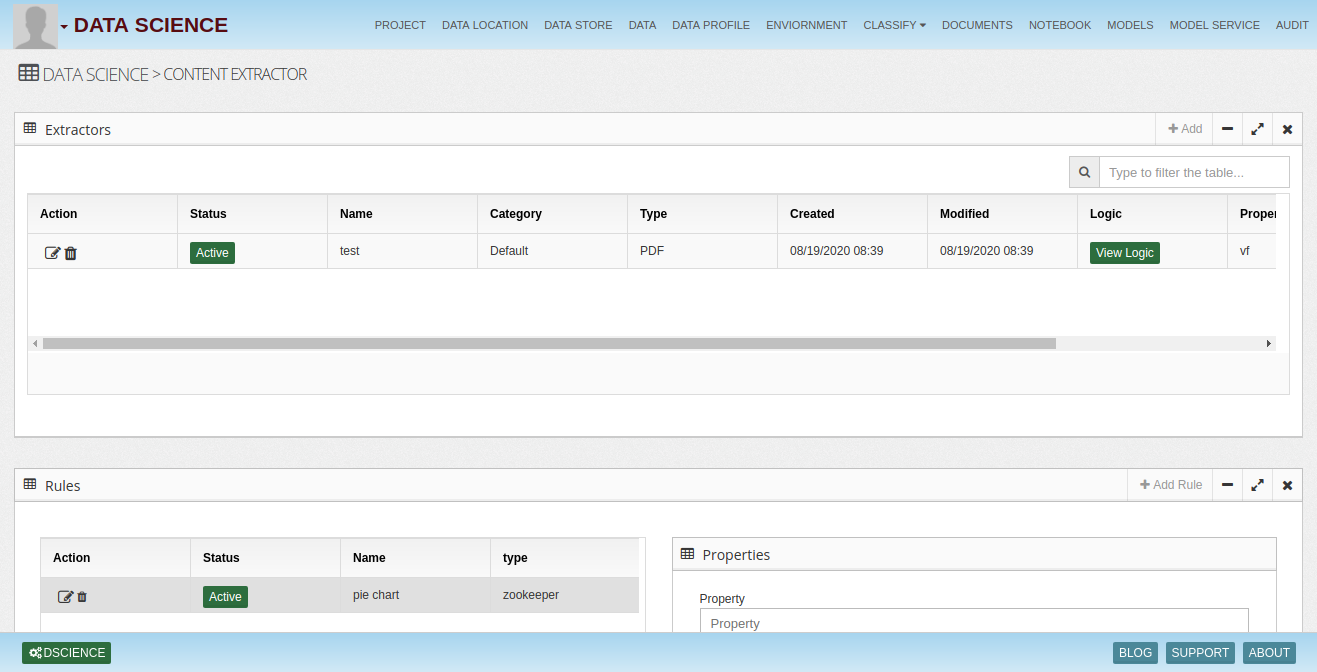 DATA SCIENCE PROJECT DATA LOCATION DATA STORE DATA DATA PROFILE ENVIORNMENT CLASSIFY DOCUMENTS NOTEBOOK MODELS MODEL SERVICE AUDIT
DATA SCIENCE > CONTENT EXTRACTOR
Extractors Add
Type to filter the table...
Action Status Name Category Type Created Modified Logic Proper
Active test Default PDF 08/19/2020 08:39 08/19/2020 08:39 View Logic vf
Rules Add Rule
Action Status Name type
Active pie chart zookeeper
Properties
Property
Property
DSCIENCE BLOG SUPPORT ABOUT